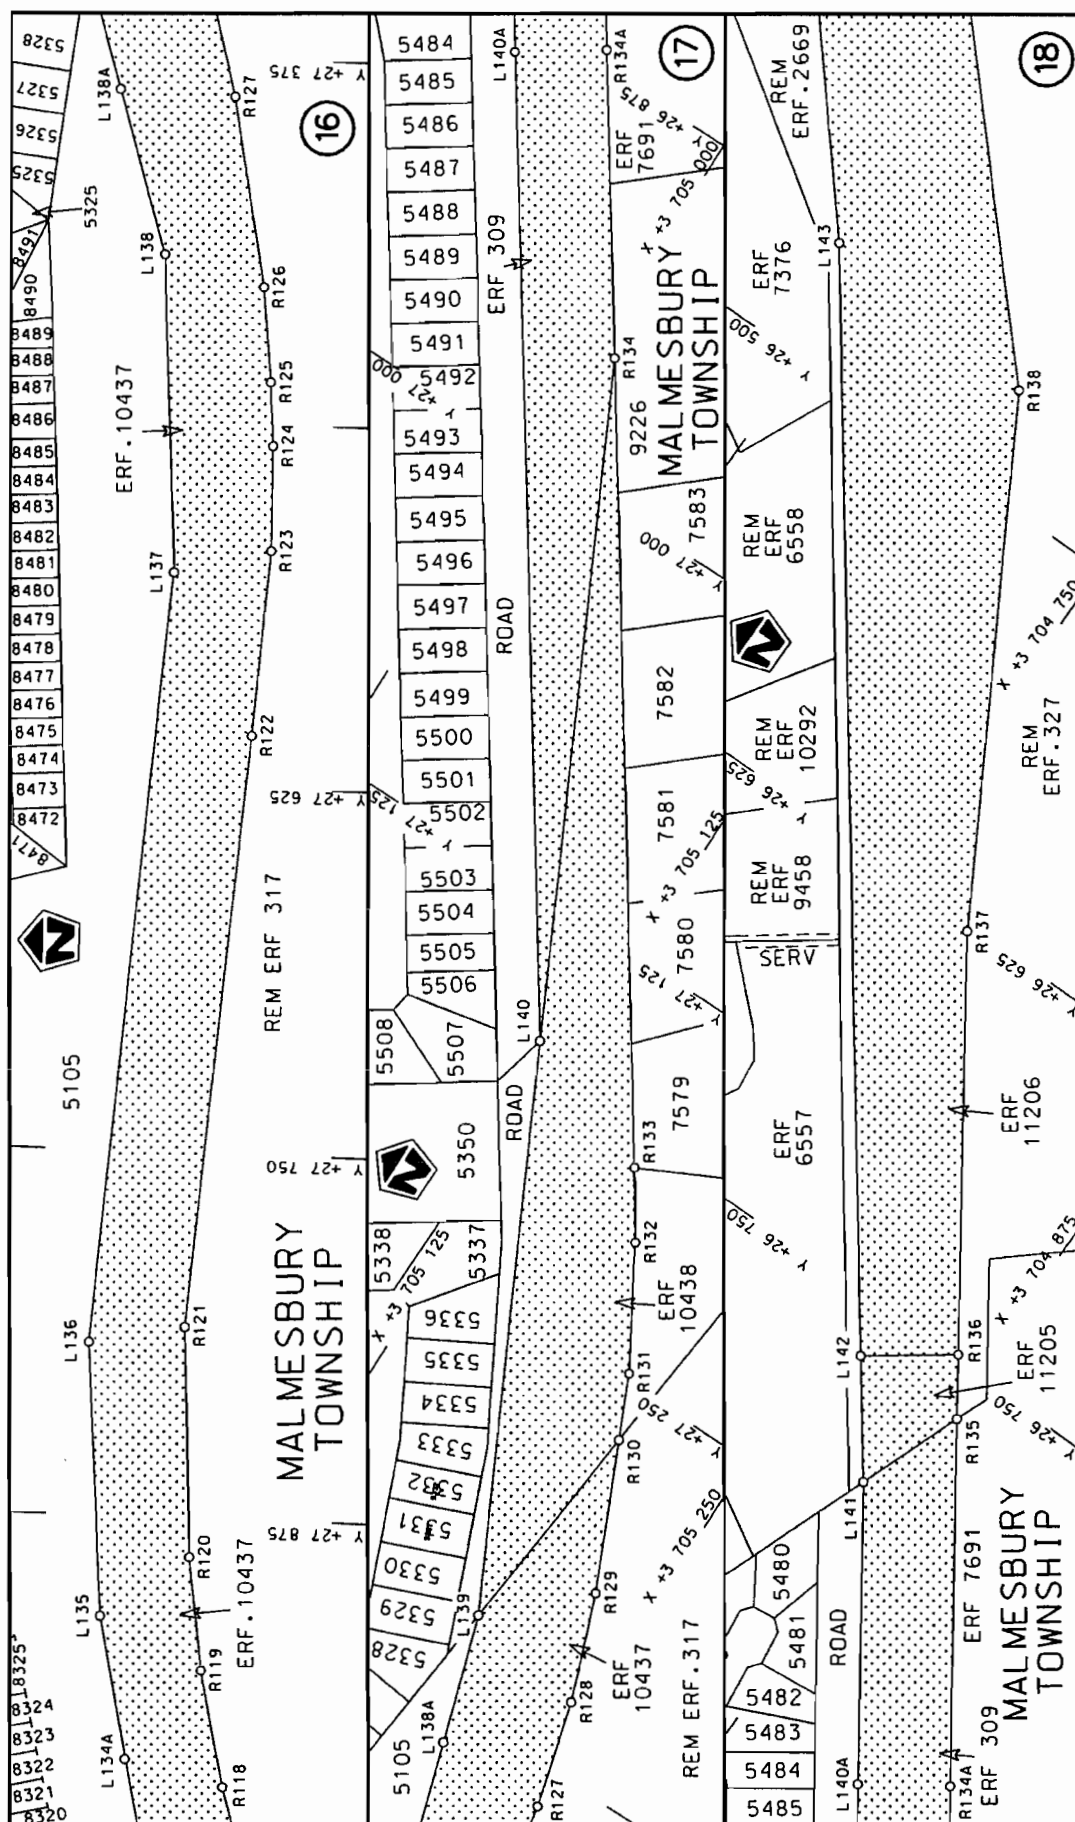 16
5328
5327
5326
5325
5325
8491
8490
8489
8488
8487
8486
8485
8484
8483
8482
8481
8480
8479
8478
8477
8476
8475
8474
8473
8472
8471
N
5105
8325
8324
8323
8322
8321
8320
L138A
L138
L137
L136
L135
L134A
R127
R126
R125
R124
R123
R122
R121
R120
R119
R118
ERF.10437
REM ERF 317
MALMESBURY
TOWNSHIP
ERF.10437
Y +27 375
Y +27 625
Y +27 750
Y +27 875
17
5484
5485
5486
5487
5488
5489
5490
5491
5492
5493
5494
5495
5496
5497
5498
5499
5500
5501
5502
5503
5504
5505
5506
5507
5508
5350
5338
5337
5336
5335
5334
5333
5332
5331
5330
5329
5328
5105
N
Y +27 000
Y +27 125
X +3 705 125
ERF 309
ROAD
ROAD
L140A
L140
L139
L138A
R134A
R134
R133
R132
R131
R130
R129
R128
R127
ERF
7691
Y +26 875
X +3 705 000
MALMESBURY
TOWNSHIP
9226
7583
Y +27 000
7582
7581
X +3 705 125
7580
Y +27 125
7579
ERF
10438
Y +27 250
X +3 705 250
ERF
10437
REM ERF.317
18
REM
ERF.2669
L143
ERF
7376
Y +26 500
REM
ERF
6558
N
REM
ERF
10292
Y +26 625
REM
ERF
9458
SERV
ERF
6557
Y +26 750
L142
L141
L140A
5480
5481
5482
5483
5484
5485
ROAD
R138
R137
R136
R135
R134A
X +3 704 750
REM
ERF.327
Y +26 625
ERF
11206
X +3 704 875
ERF
11205
Y +26 750
ERF 7691
MALMESBURY
TOWNSHIP
ERF 309